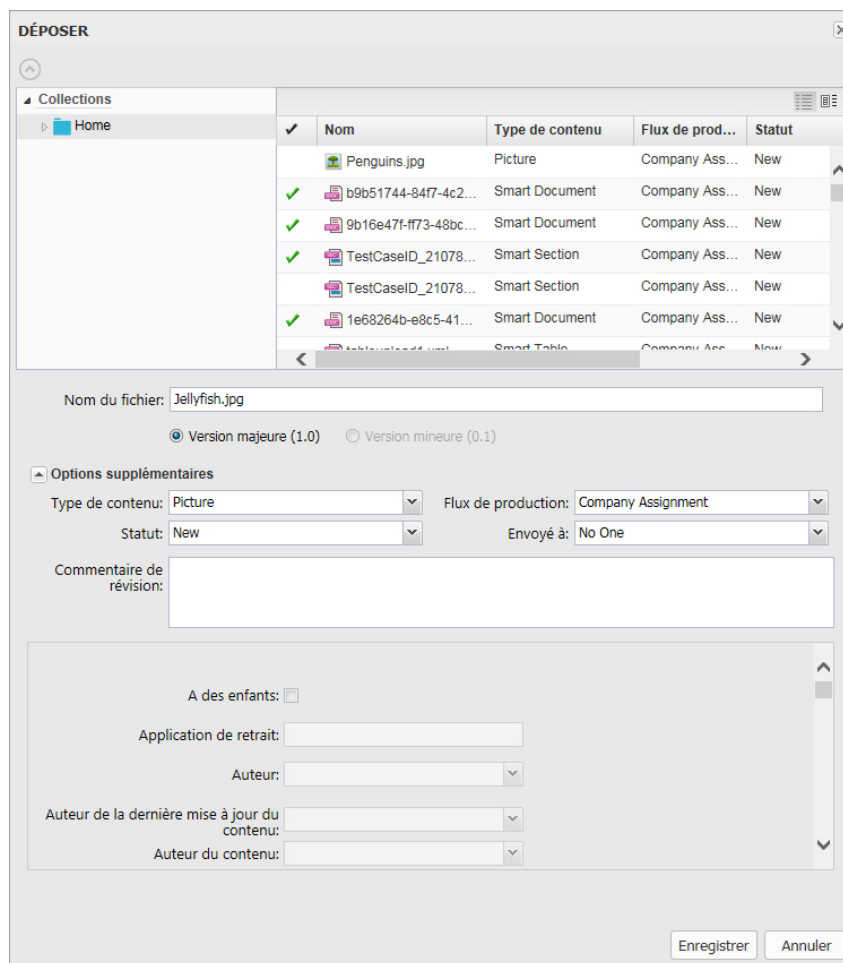 DÉPOSER
Collections
Home
Nom Type de contenu Flux de prod... Statut
Penguins.jpg Picture Company Ass... New
b9b51744-84f7-4c2... Smart Document Company Ass... New
9b16e47f-ff73-48bc... Smart Document Company Ass... New
TestCaseID_21078... Smart Section Company Ass... New
TestCaseID_21078... Smart Section Company Ass... New
1e68264b-e8c5-41... Smart Document Company Ass... New
Smart Table Company Ass... New
Nom du fichier: Jellyfish.jpg
Version majeure (1.0) Version mineure (0.1)
Options supplémentaires
Type de contenu: Picture Flux de production: Company Assignment
Statut: New Envoyé à: No One
Commentaire de
révision:
A des enfants:
Application de retrait:
Auteur:
Auteur de la dernière mise à jour du
contenu:
Auteur du contenu:
Enregistrer Annuler